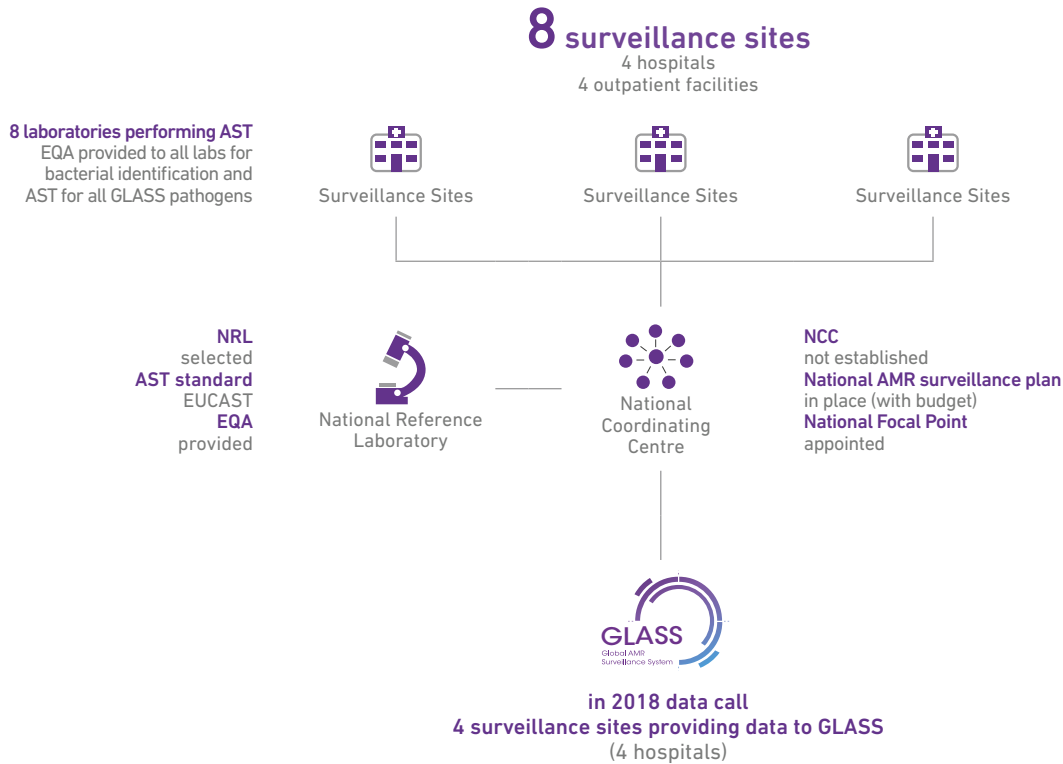 8 surveillance sites
4 hospitals
4 outpatient facilities
8 laboratories performing AST
EQA provided to all labs for
bacterial identification and
AST for all GLASS pathogens
Surveillance Sites
Surveillance Sites
Surveillance Sites
NRL
selected
AST standard
EUCAST
EQA
provided
National Reference
Laboratory
National
Coordinating
Centre
NCC
not established
National AMR surveillance plan
in place (with budget)
National Focal Point
appointed
GLASS
Global AMR
Surveillance System
in 2018 data call
4 surveillance sites providing data to GLASS
(4 hospitals)